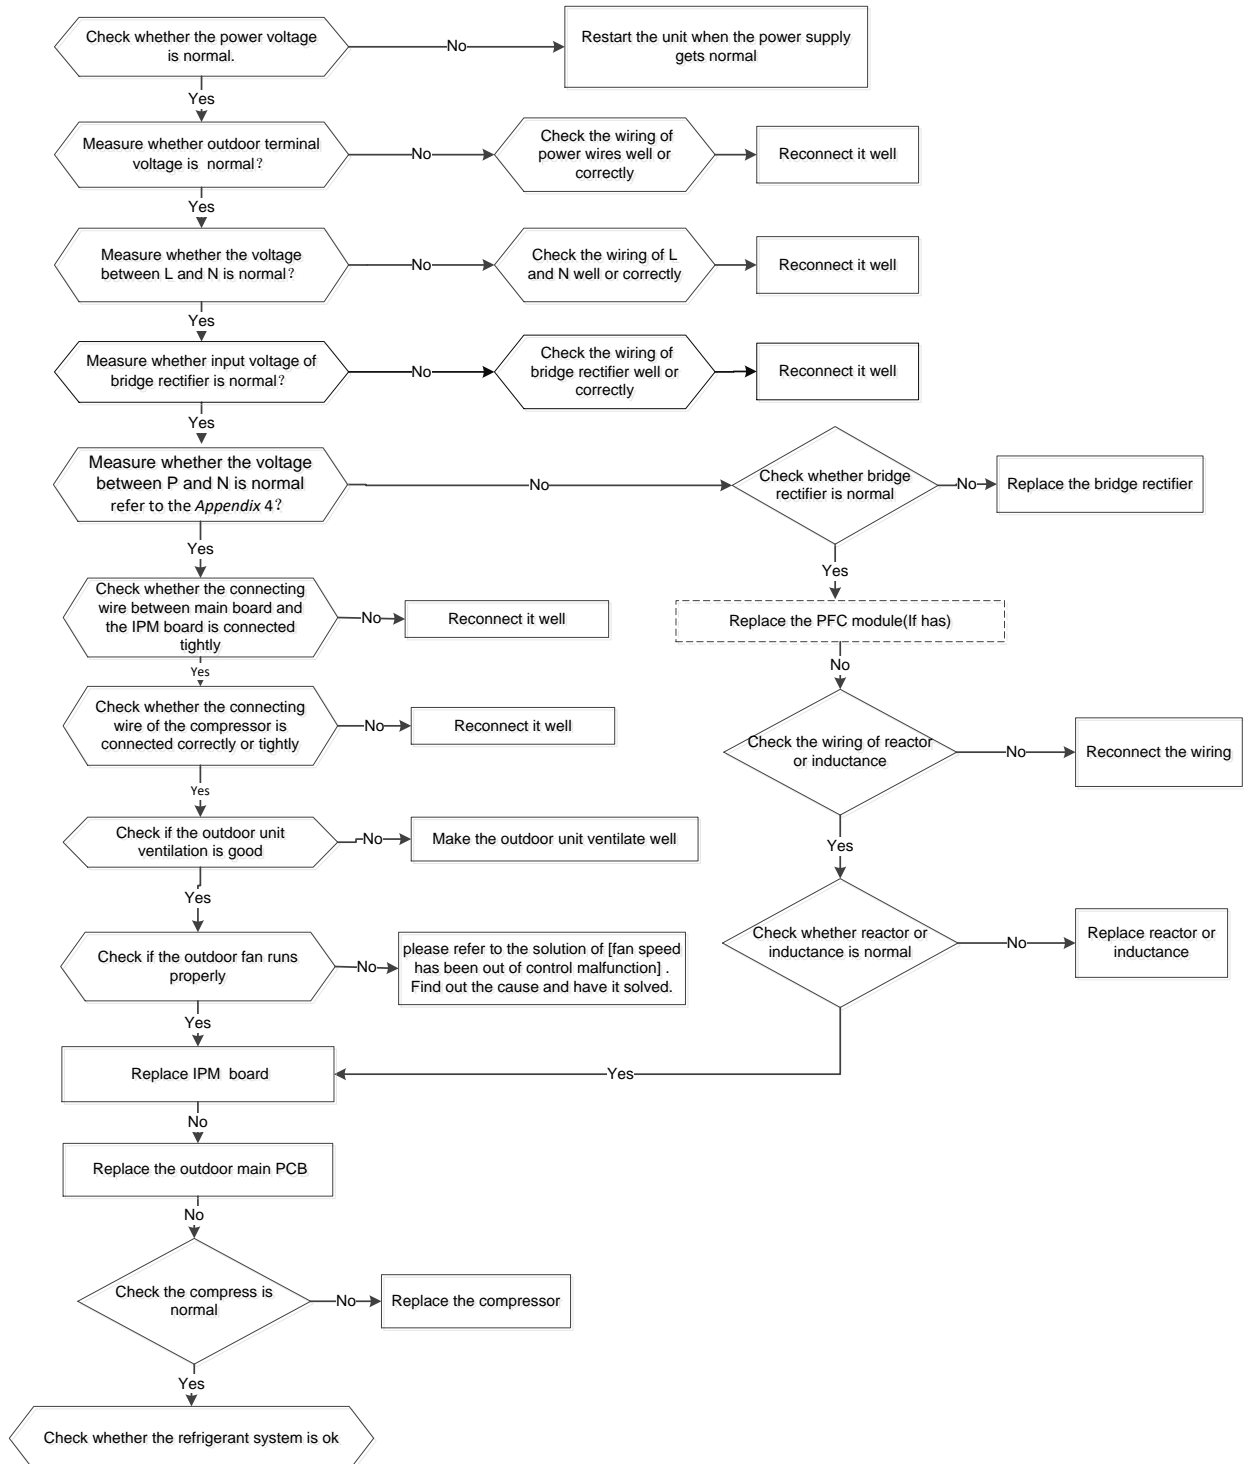 Check whether the power voltage
is normal.
No
Restart the unit when the power supply
gets normal
Yes
Measure whether outdoor terminal
voltage is normal?
No
Check the wiring of
power wires well or
correctly
Reconnect it well
Yes
Measure whether the voltage
between L and N is normal?
No
Check the wiring of L
and N well or correctly
Reconnect it well
Yes
Measure whether input voltage of
bridge rectifier is normal?
No
Check the wiring of
bridge rectifier well or
correctly
Reconnect it well
Yes
Measure whether the voltage
between P and N is normal
refer to the Appendix 4?
No
Check whether bridge
rectifier is normal
No
Replace the bridge rectifier
Yes
Yes
Check whether the connecting
wire between main board and
the IPM board is connected
tightly
No
Reconnect it well
Replace the PFC module(If has)
No
Yes
Check whether the connecting
wire of the compressor is
connected correctly or tightly
No
Reconnect it well
Check the wiring of reactor
or inductance
No
Reconnect the wiring
Yes
Check if the outdoor unit
ventilation is good
No
Make the outdoor unit ventilate well
Yes
Yes
Check if the outdoor fan runs
properly
No
please refer to the solution of [fan speed
has been out of control malfunction] .
Find out the cause and have it solved.
Check whether reactor or
inductance is normal
No
Replace reactor or
inductance
Yes
Replace IPM board
Yes
No
Replace the outdoor main PCB
No
Check the compress is
normal
No
Replace the compressor
Yes
Check whether the refrigerant system is ok